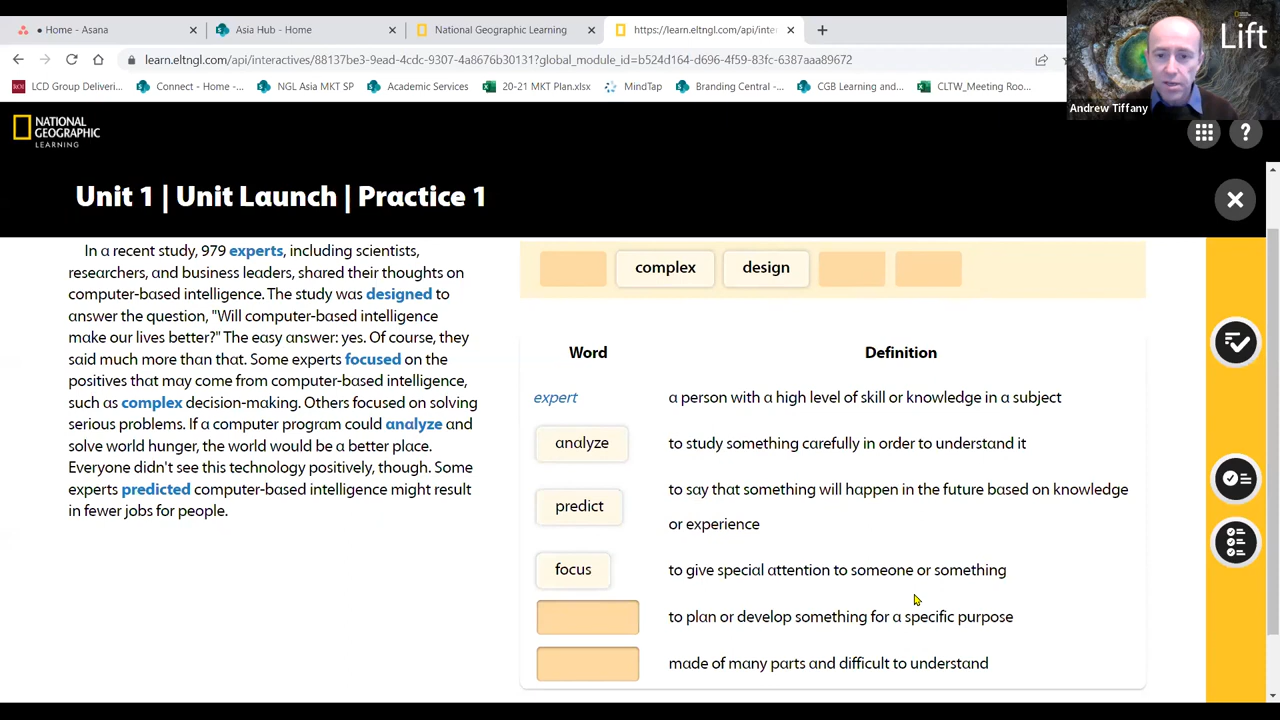 Home - Asana
Asia Hub - Home
National Geographic Learning
https://learn.eltngl.com/api/inter
learn.eltngl.com/api/interactives/88137be3-9ead-4cdc-9307-4a8676b30137?global_module_id=b524d164-d696-4f59-83fc-6387aaa89672
LCD Group Deliveri...
Connect - Home -...
NGL Asia MKT SP
Academic Services
20-21 MKT Plan.xlsx
MindTap
Branding Central -...
CGB Learning and...
CLTW_Meeting Roo...
Lift
Andrew Tiffany
NATIONAL
GEOGRAPHIC
LEARNING
?
Unit 1 | Unit Launch | Practice 1
In a recent study, 979 experts, including scientists,
researchers, and business leaders, shared their thoughts on
computer-based intelligence. The study was designed to
answer the question, "Will computer-based intelligence
make our lives better?" The easy answer: yes. Of course, they
said much more than that. Some experts focused on the
positives that may come from computer-based intelligence,
such as complex decision-making. Others focused on solving
serious problems. If a computer program could analyze and
solve world hunger, the world would be a better place.
Everyone didn't see this technology positively, though. Some
experts predicted computer-based intelligence might result
in fewer jobs for people.
complex design
Word Definition
expert a person with a high level of skill or knowledge in a subject
analyze to study something carefully in order to understand it
predict to say that something will happen in the future based on knowledge
or experience
focus to give special attention to someone or something
to plan or develop something for a specific purpose
made of many parts and difficult to understand